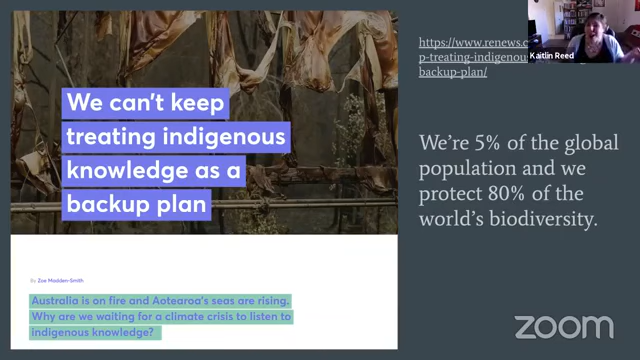 We can't keep
treating indigenous
knowledge as a
backup plan
By Zoe Madden-Smith
Australia is on fire and Aotearoa's seas are rising.
Why are we waiting for a climate crisis to listen to
indigenous knowledge?
https://www.renews.c
p-treating-indigenou
backup-plan/
Kaitlin Reed
We're 5% of the global
population and we
protect 80% of the
world's biodiversity.
zoom